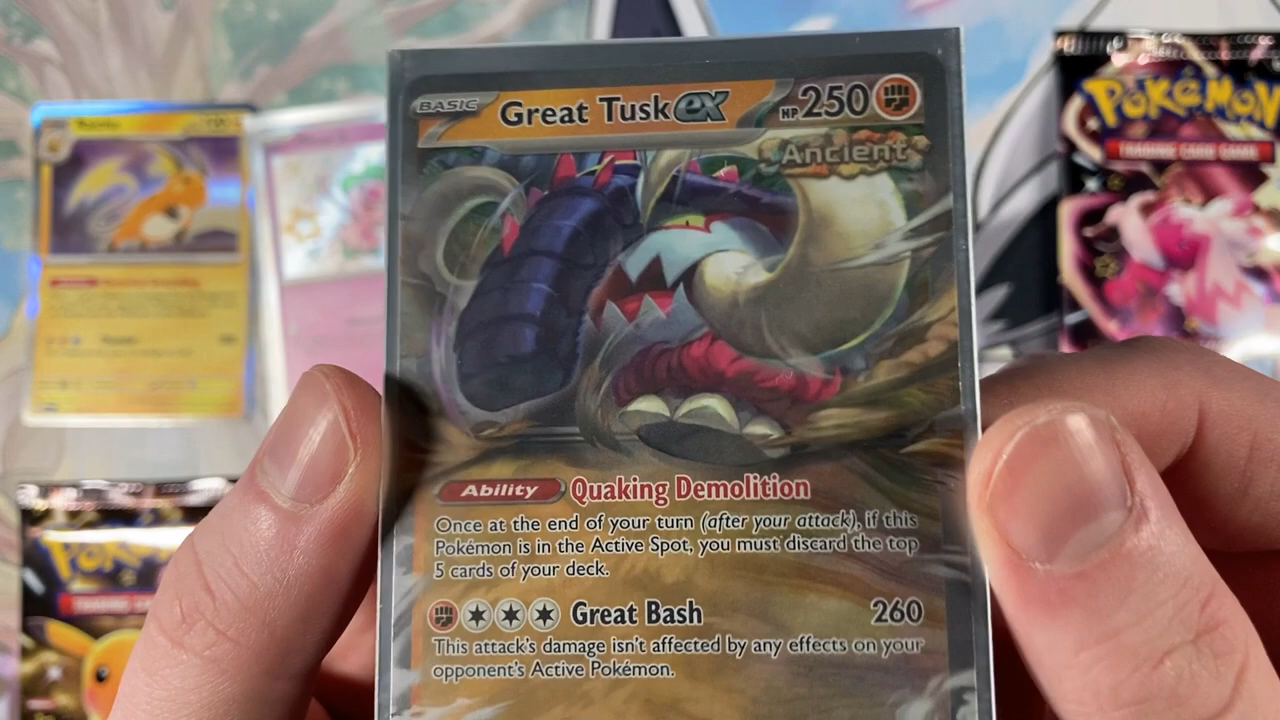 BASIC Great Tusk ex HP 250
Ancient
Ability Quaking Demolition
Once at the end of your turn (after your attack), if this
Pokémon is in the Active Spot, you must discard the top
5 cards of your deck.
Great Bash 260
This attack's damage isn't affected by any effects on your
opponent's Active Pokémon.
POKéMON
TRADING CARD GAME